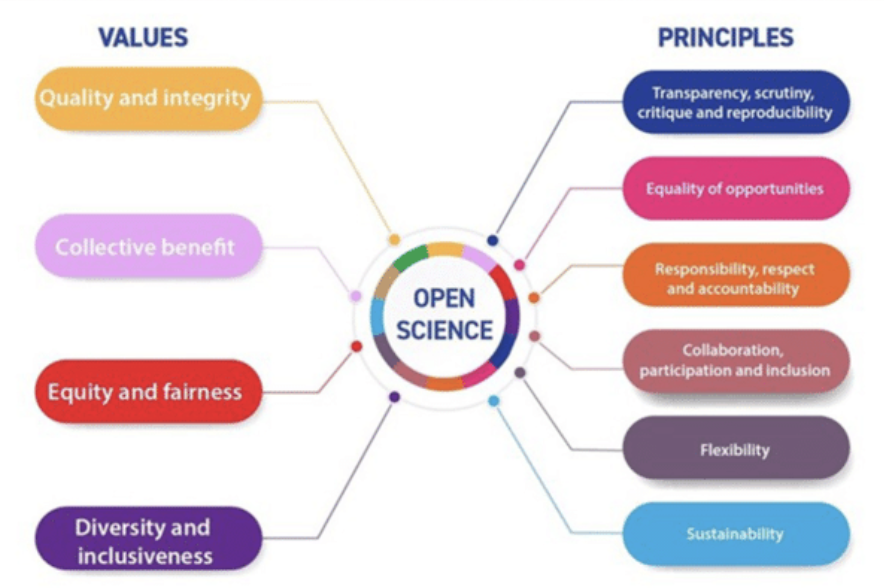 VALUES
Quality and integrity
Collective benefit
Equity and fairness
Diversity and
inclusiveness
OPEN
SCIENCE
PRINCIPLES
Transparency, scrutiny,
critique and reproducibility
Equality of opportunities
Responsibility, respect
and accountability
Collaboration,
participation and inclusion
Flexibility
Sustainability